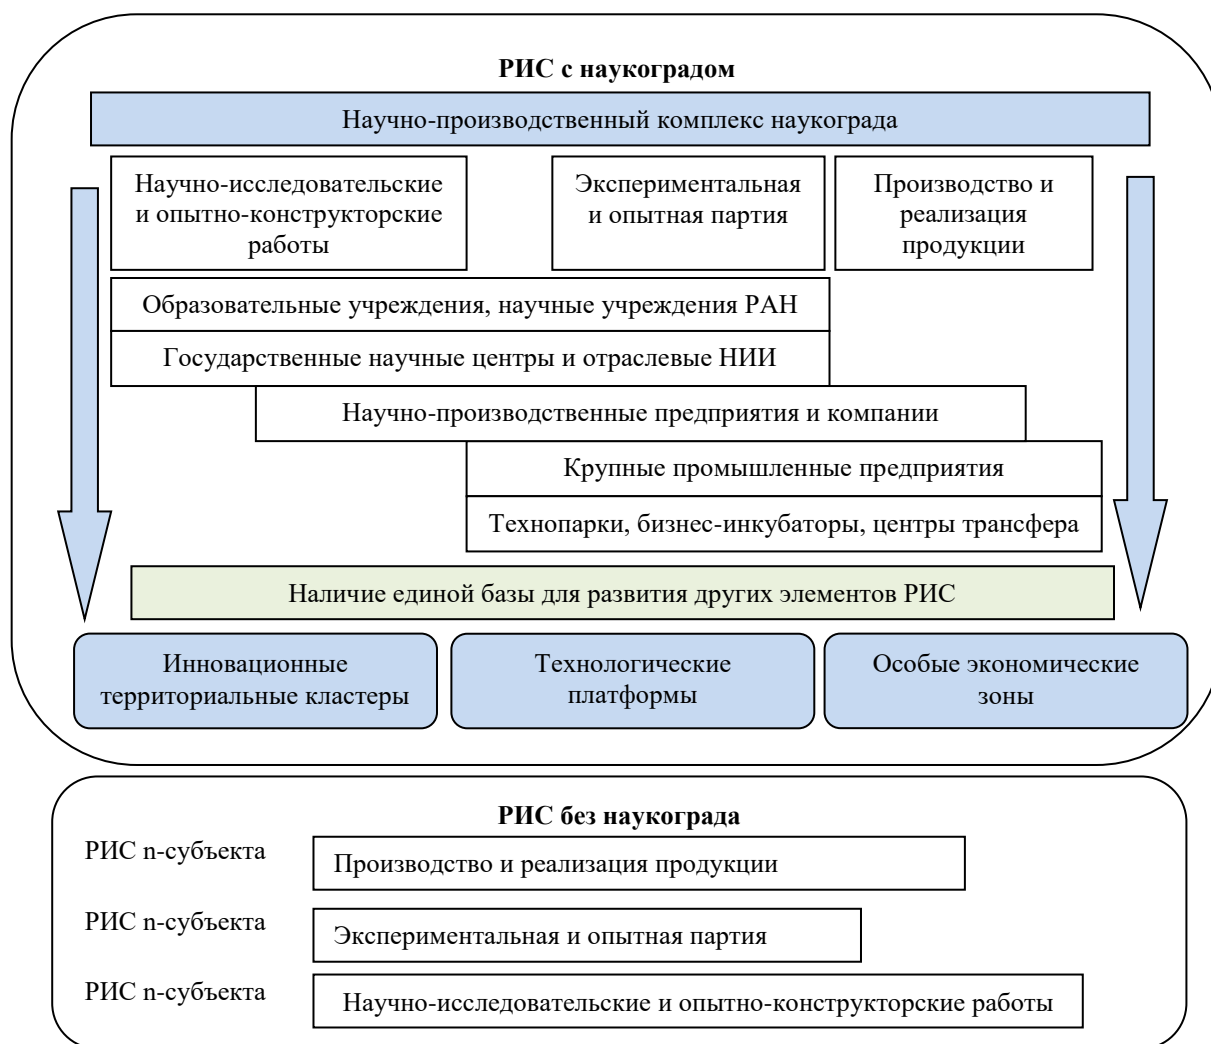 РИС с наукоградом
Научно-производственный комплекс наукограда
Научно-исследовательские
и опытно-конструкторские
работы
Экспериментальная
и опытная партия
Производство и
реализация
продукции
Образовательные учреждения, научные учреждения РАН
Государственные научные центры и отраслевые НИИ
Научно-производственные предприятия и компании
Крупные промышленные предприятия
Технопарки, бизнес-инкубаторы, центры трансфера
Наличие единой базы для развития других элементов РИС
Инновационные
территориальные кластеры
Технологические
платформы
Особые экономические
зоны
РИС без наукограда
РИС n-субъекта
Производство и реализация продукции
РИС n-субъекта
Экспериментальная и опытная партия
РИС n-субъекта
Научно-исследовательские и опытно-конструкторские работы